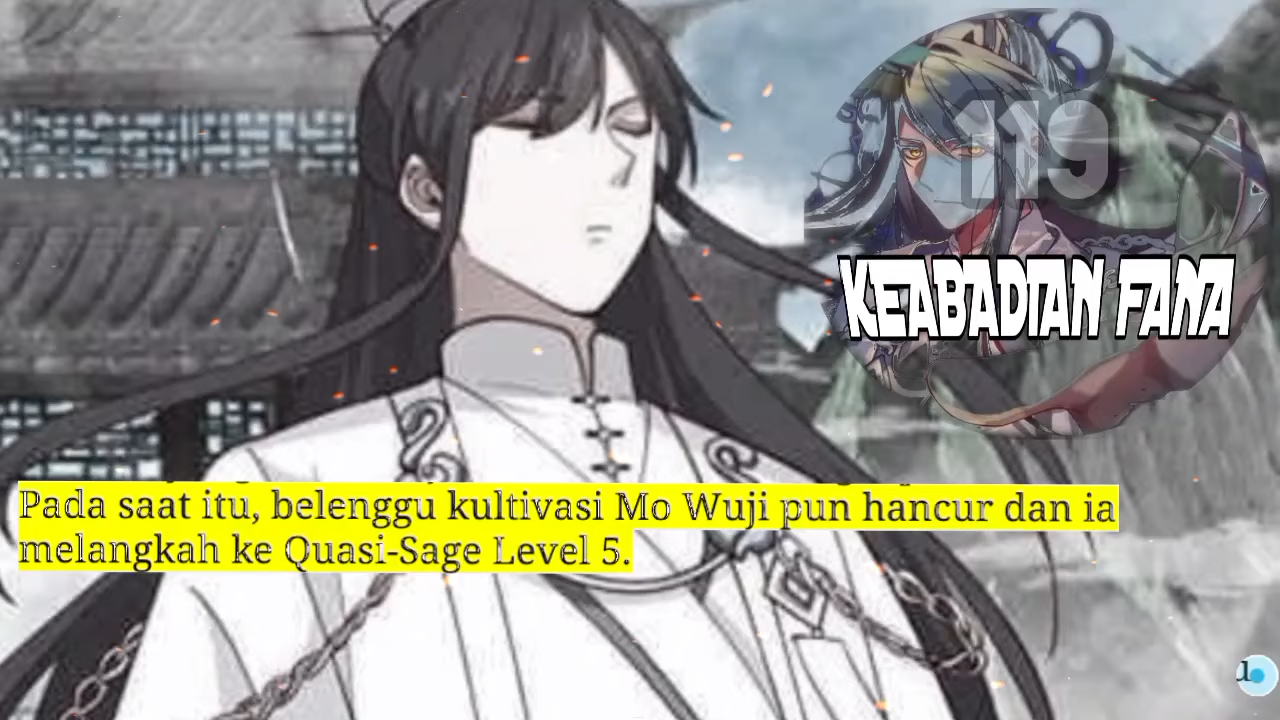 119
KEABADIAN FANA
Pada saat itu, belenggu kultivasi Mo Wuji pun hancur dan ia
melangkah ke Quasi-Sage Level 5.